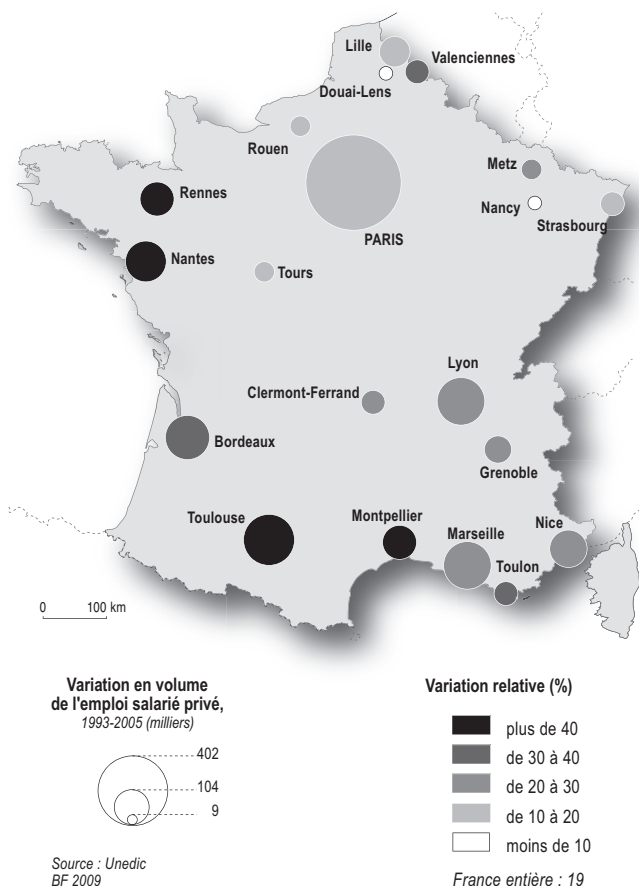 Lille
Valenciennes
Douai-Lens
Rouen
Metz
Rennes
Nancy
Strasbourg
PARIS
Nantes
Tours
Lyon
Clermont-Ferrand
Bordeaux
Grenoble
Toulouse
Montpellier
Nice
Marseille
Toulon
0 100 km
Variation en volume
de l'emploi salarié privé,
1993-2005 (milliers)
402
104
9
Source : Unedic
BF 2009
Variation relative (%)
plus de 40
de 30 à 40
de 20 à 30
de 10 à 20
moins de 10
France entière : 19